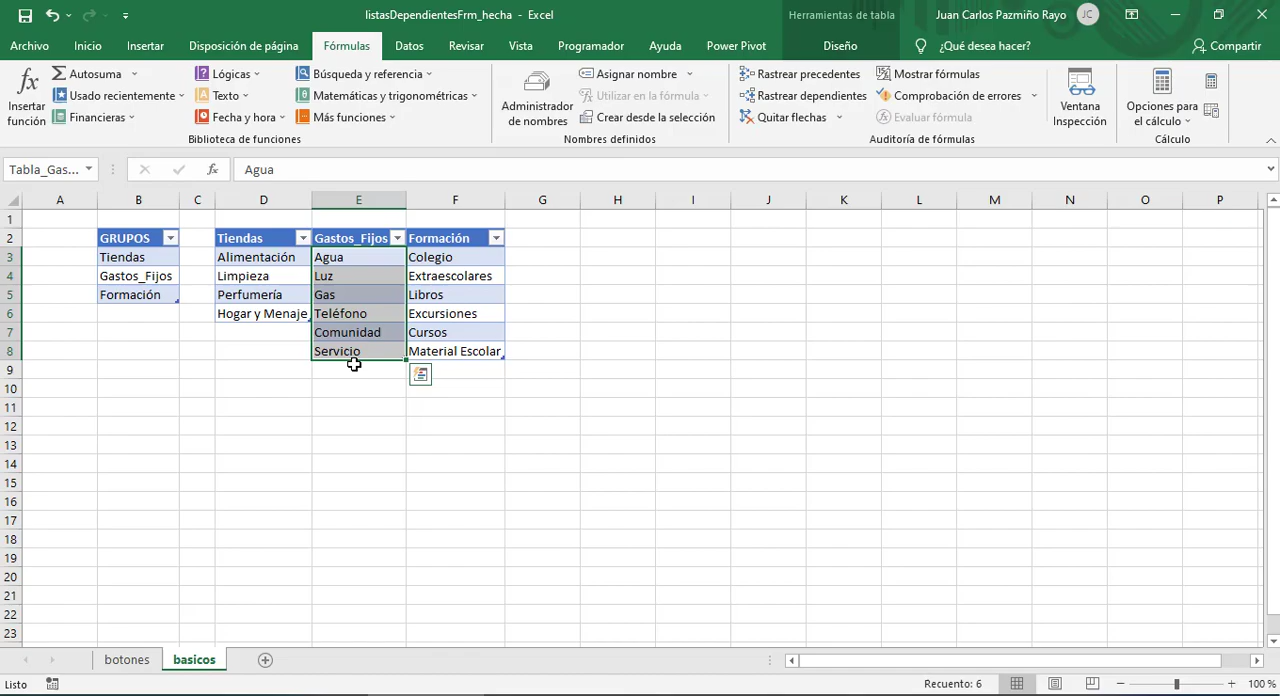 listasDependientesFrm_hecha - Excel
Herramientas de tabla
Juan Carlos Pazmiño Rayo
JC
Archivo Inicio Insertar Disposición de página Fórmulas Datos Revisar Vista Programador Ayuda Power Pivot Diseño ¿Qué desea hacer? Compartir
fx Insertar función
Autosuma
Usado recientemente
Financieras
Lógicas
Texto
Fecha y hora
Búsqueda y referencia
Matemáticas y trigonométricas
Más funciones
Biblioteca de funciones
Administrador de nombres
Asignar nombre
Utilizar en la fórmula
Crear desde la selección
Nombres definidos
Rastrear precedentes
Rastrear dependientes
Quitar flechas
Mostrar fórmulas
Comprobación de errores
Evaluar fórmula
Auditoría de fórmulas
Ventana Inspección
Opciones para el cálculo
Cálculo
Tabla_Gas... fx Agua
A B C D E F G H I J K L M N O P
1
2 GRUPOS Tiendas Gastos_Fijos Formación
3 Tiendas Alimentación Agua Colegio
4 Gastos_Fijos Limpieza Luz Extraescolares
5 Formación Perfumería Gas Libros
6 Hogar y Menaje Teléfono Excursiones
7 Comunidad Cursos
8 Servicio Material Escolar
9
10
11
12
13
14
15
16
17
18
19
20
21
22
23
botones basicos
Listo Recuento: 6 100 %